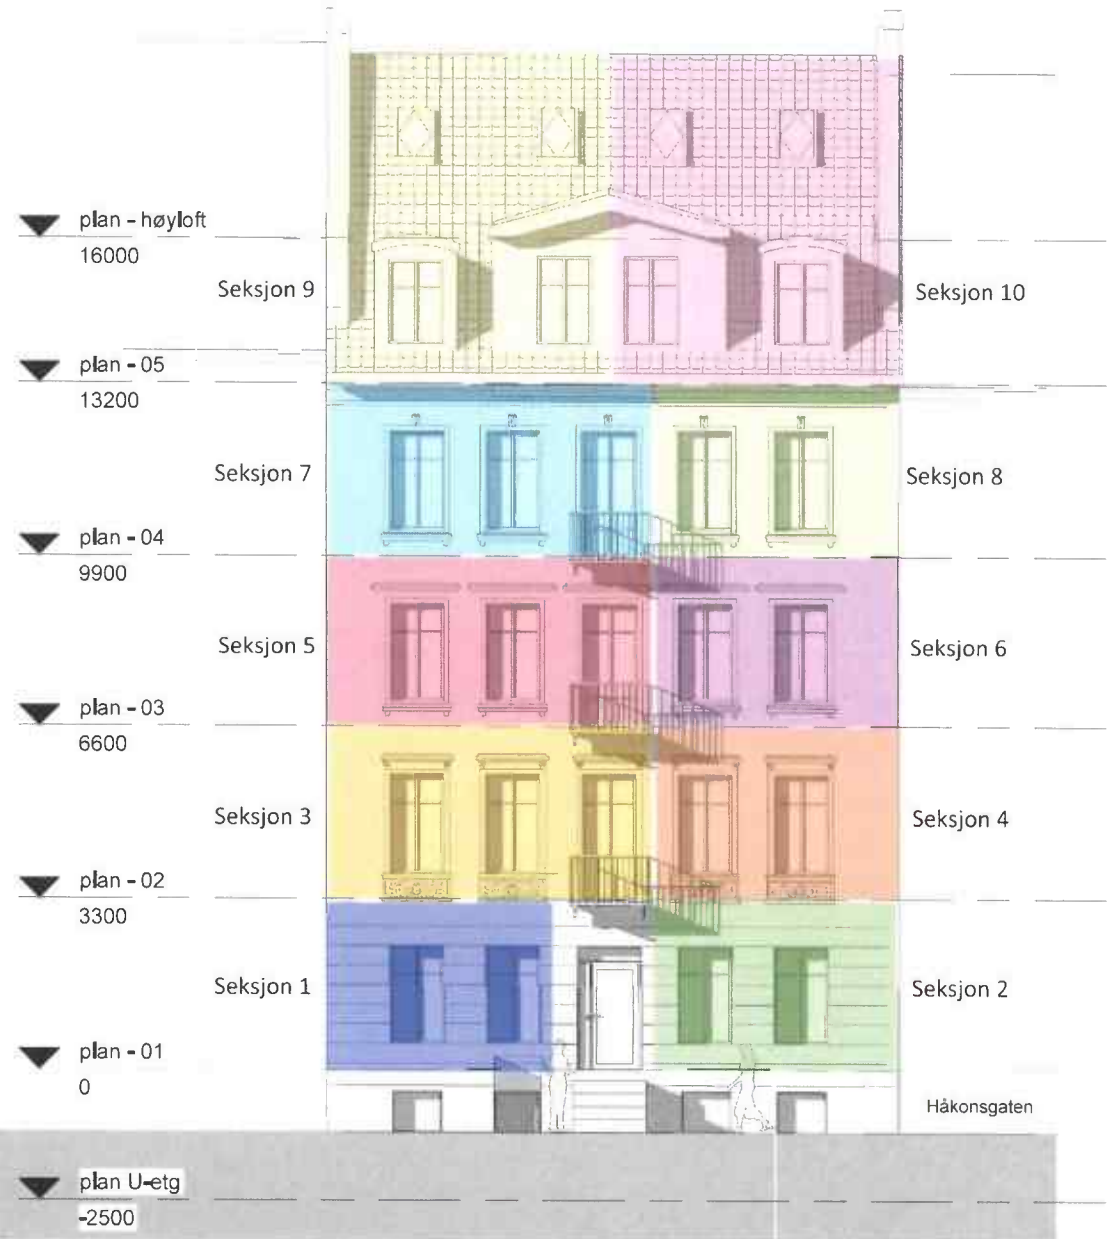 plan - høyloft
16000
Seksjon 9
Seksjon 10
plan - 05
13200
Seksjon 7
Seksjon 8
plan - 04
9900
Seksjon 5
Seksjon 6
plan - 03
6600
Seksjon 3
Seksjon 4
plan - 02
3300
Seksjon 1
Seksjon 2
plan - 01
0
Håkonsgaten
plan U-etg
-2500